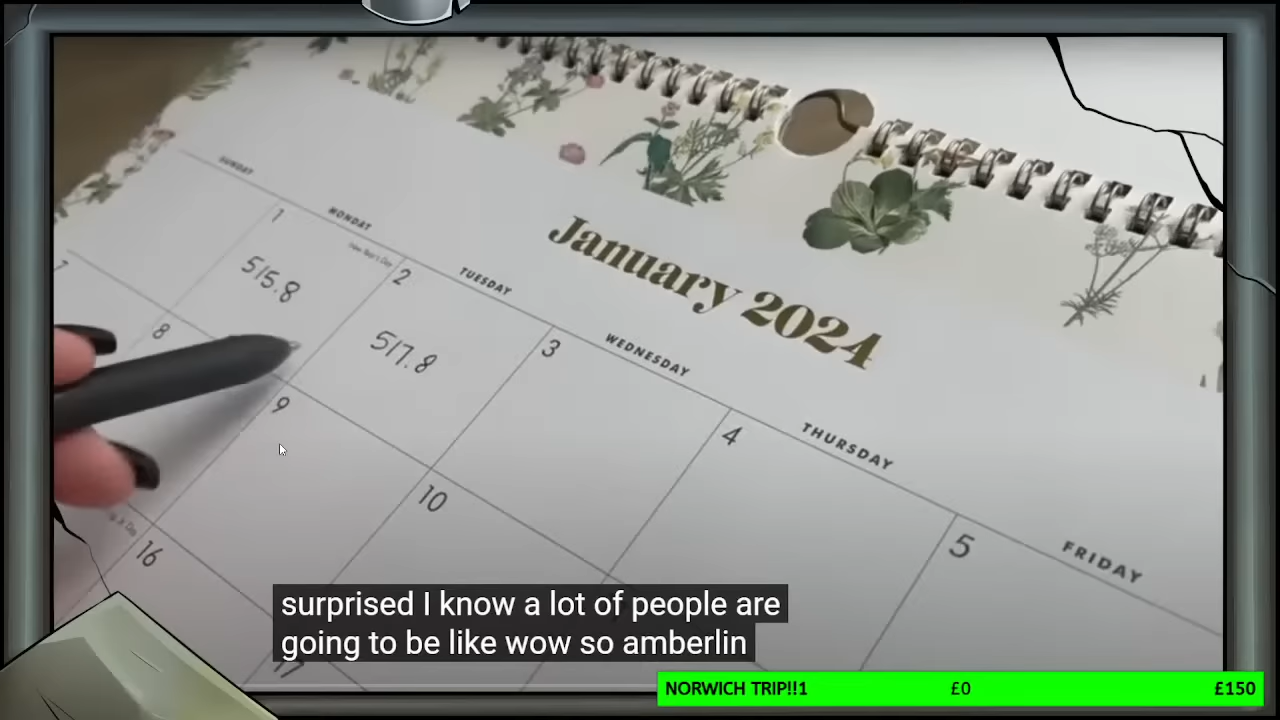 January 2024
SUNDAY
MONDAY
TUESDAY
WEDNESDAY
THURSDAY
FRIDAY
1
New Year's Day
515.8
2
517.8
3
4
5
7
8
9
10
16
17
surprised I know a lot of people are
going to be like wow so amberlin
NORWICH TRIP!!1 £0 £150